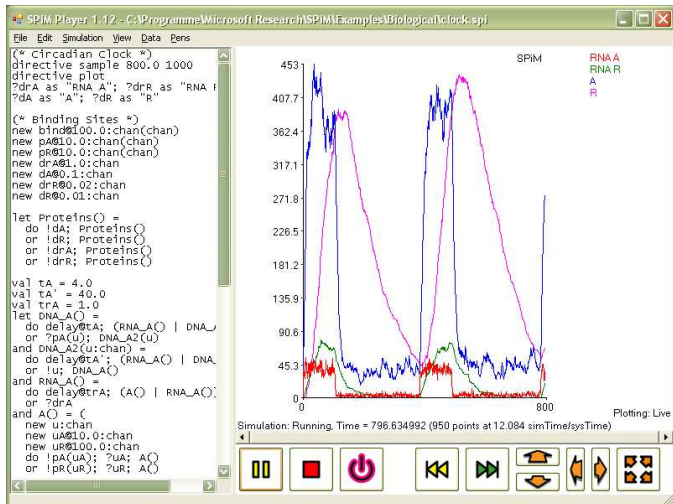 SPiM Player 1.12 - C:\Programme\Microsoft Research\SPiM\Examples\Biological\clock.spi
File Edit Simulation View Data Pens
(* Circadian Clock *)
directive sample 800.0 1000
directive plot
?drA as "RNA A"; ?drR as "RNA R
?dA as "A"; ?dR as "R"
(* Binding Sites *)
new bind@100.0:chan(chan)
new pA@10.0:chan(chan)
new pR@10.0:chan(chan)
new drA@1.0:chan
new dA@0.1:chan
new drR@0.02:chan
new dR@0.01:chan
let Proteins() =
do !dA; Proteins()
or !dR; Proteins()
or !drA; Proteins()
or !drR; Proteins()
val tA = 4.0
val tA' = 40.0
val trA = 1.0
let DNA_A() =
do delay@tA; (RNA_A() | DNA_A
or ?pA(u); DNA_A2(u)
and DNA_A2(u:chan) =
do delay@tA'; (RNA_A() | DNA_
or !u; DNA_A()
and RNA_A() =
do delay@trA; (A() | RNA_A())
or ?drA
and A() = (
new u:chan
new uA@10.0:chan
new uR@100.0:chan
do !pA(uA); ?uA; A()
or !pR(uR); ?uR; A()
SPiM
RNA A
RNA R
A
R
453
407.7
362.4
317.1
271.8
226.5
181.2
135.9
90.6
45.3
0
800
Plotting: Live
Simulation: Running, Time = 796.634992 (950 points at 12.084 simTime/sysTime)